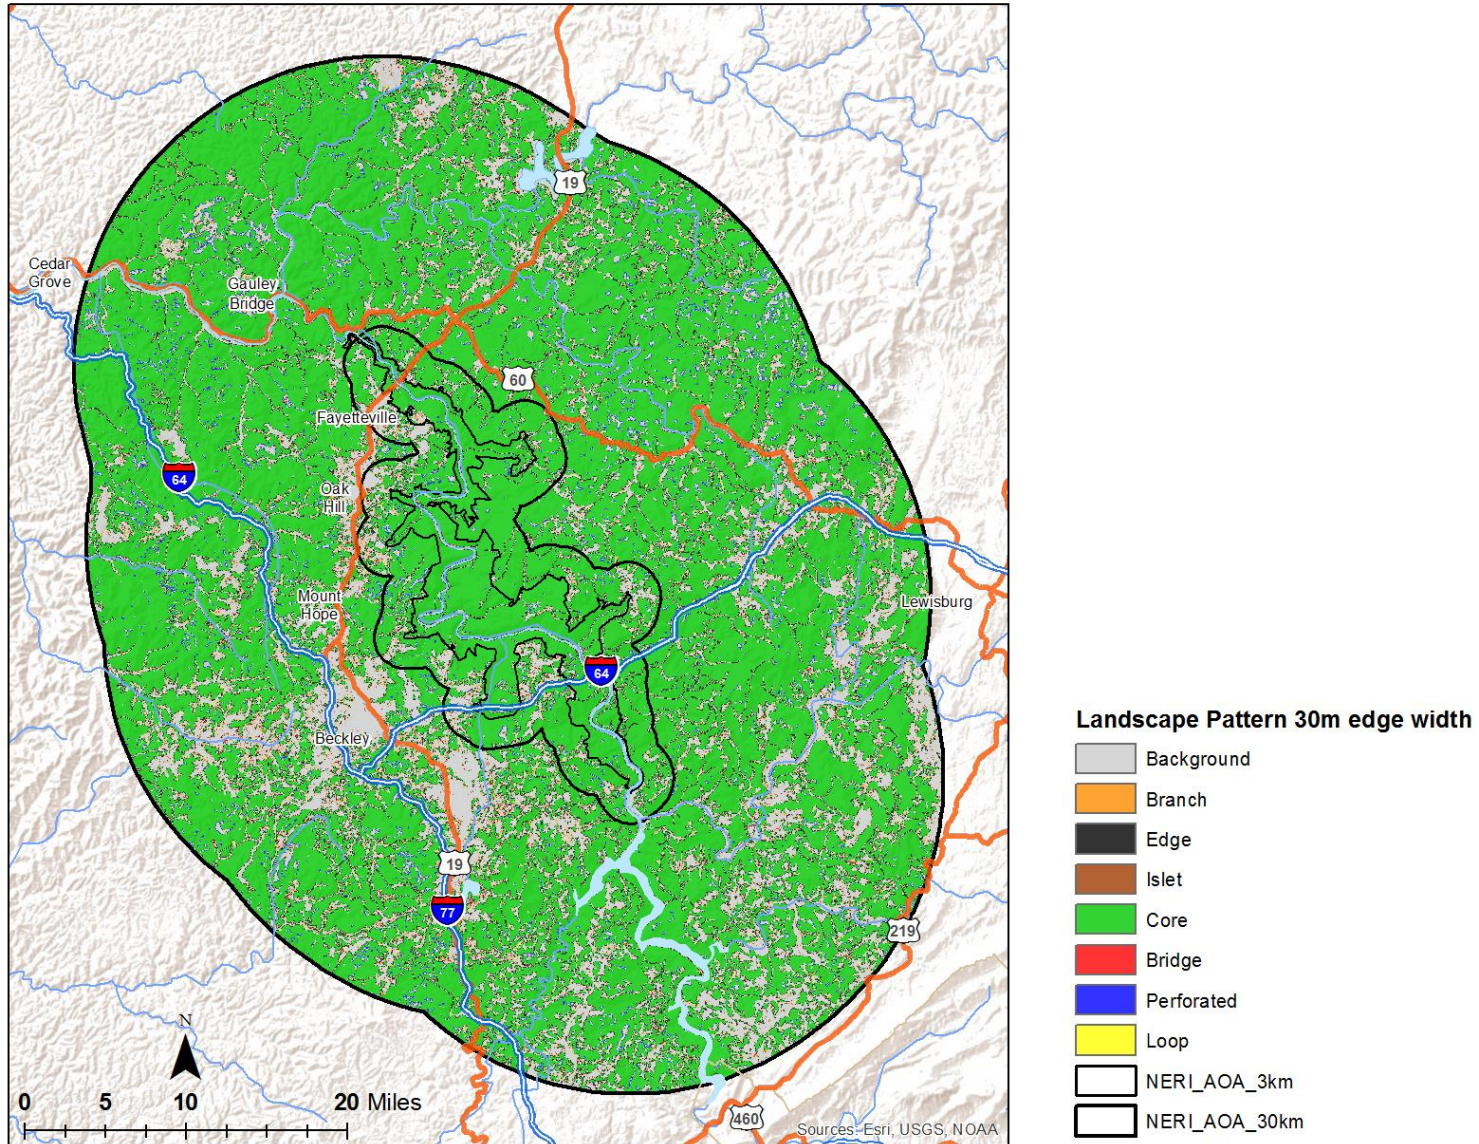 19
Cedar
Grove
Gauley
Bridge
60
Fayetteville
64
Oak
Hill
Mount
Hope
Lewisburg
64
Beckley
19
77
219
N
0 5 10 20 Miles
460
Sources: Esri, USGS, NOAA
Landscape Pattern 30m edge width
Background
Branch
Edge
Islet
Core
Bridge
Perforated
Loop
NERI_AOA_3km
NERI_AOA_30km